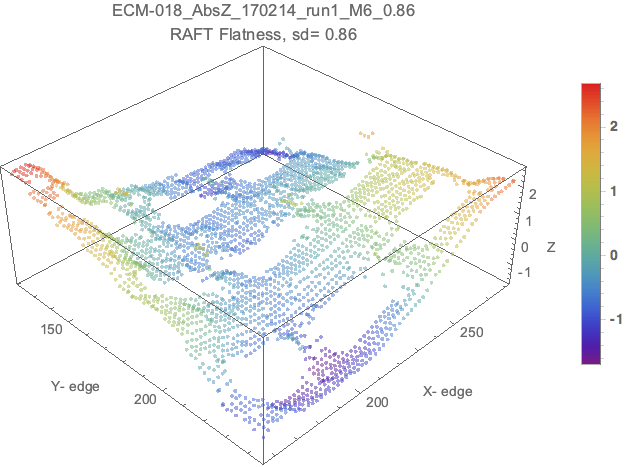 ECM-018_AbsZ_170214_run1_M6_0.86
RAFT Flatness, sd= 0.86
2
1
0
-1
2
1
0
-1
Z
150
200
Y- edge
250
200
X- edge